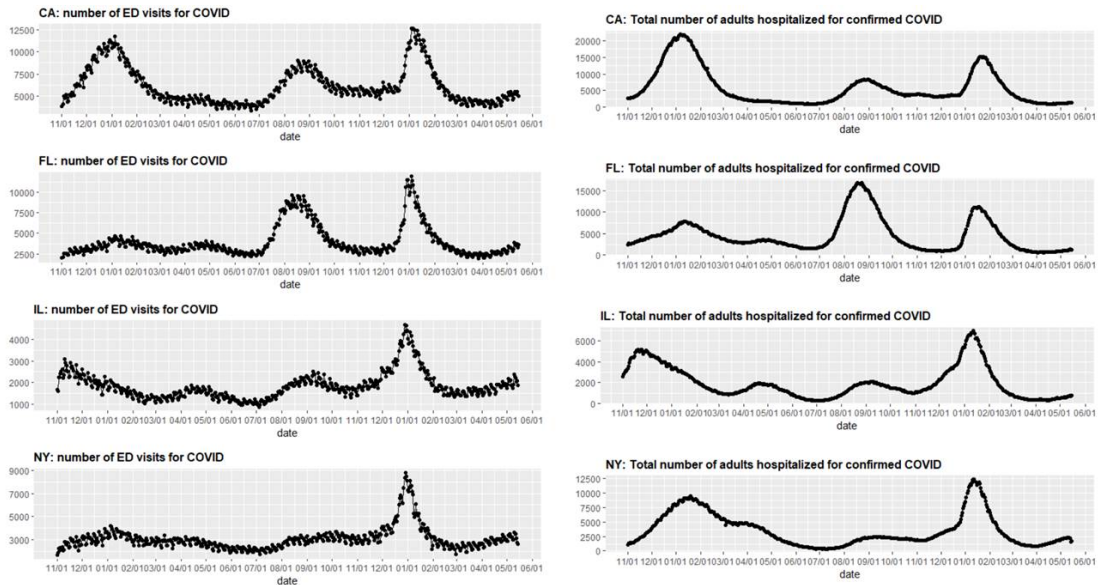 CA: number of ED visits for COVID
12500
10000
7500
5000
11/01 12/01 01/01 02/01 03/01 04/01 05/01 06/01 07/01 08/01 09/01 10/01 11/01 12/01 01/01 02/01 03/01 04/01 05/01 06/01
date
CA: Total number of adults hospitalized for confirmed COVID
20000
15000
10000
5000
0
11/01 12/01 01/01 02/01 03/01 04/01 05/01 06/01 07/01 08/01 09/01 10/01 11/01 12/01 01/01 02/01 03/01 04/01 05/01 06/01
date
FL: number of ED visits for COVID
10000
7500
5000
2500
11/01 12/01 01/01 02/01 03/01 04/01 05/01 06/01 07/01 08/01 09/01 10/01 11/01 12/01 01/01 02/01 03/01 04/01 05/01 06/01
date
FL: Total number of adults hospitalized for confirmed COVID
15000
10000
5000
0
11/01 12/01 01/01 02/01 03/01 04/01 05/01 06/01 07/01 08/01 09/01 10/01 11/01 12/01 01/01 02/01 03/01 04/01 05/01 06/01
date
IL: number of ED visits for COVID
4000
3000
2000
1000
11/01 12/01 01/01 02/01 03/01 04/01 05/01 06/01 07/01 08/01 09/01 10/01 11/01 12/01 01/01 02/01 03/01 04/01 05/01 06/01
date
IL: Total number of adults hospitalized for confirmed COVID
6000
4000
2000
0
11/01 12/01 01/01 02/01 03/01 04/01 05/01 06/01 07/01 08/01 09/01 10/01 11/01 12/01 01/01 02/01 03/01 04/01 05/01 06/01
date
NY: number of ED visits for COVID
9000
7000
5000
3000
11/01 12/01 01/01 02/01 03/01 04/01 05/01 06/01 07/01 08/01 09/01 10/01 11/01 12/01 01/01 02/01 03/01 04/01 05/01 06/01
date
NY: Total number of adults hospitalized for confirmed COVID
12500
10000
7500
5000
2500
0
11/01 12/01 01/01 02/01 03/01 04/01 05/01 06/01 07/01 08/01 09/01 10/01 11/01 12/01 01/01 02/01 03/01 04/01 05/01 06/01
date